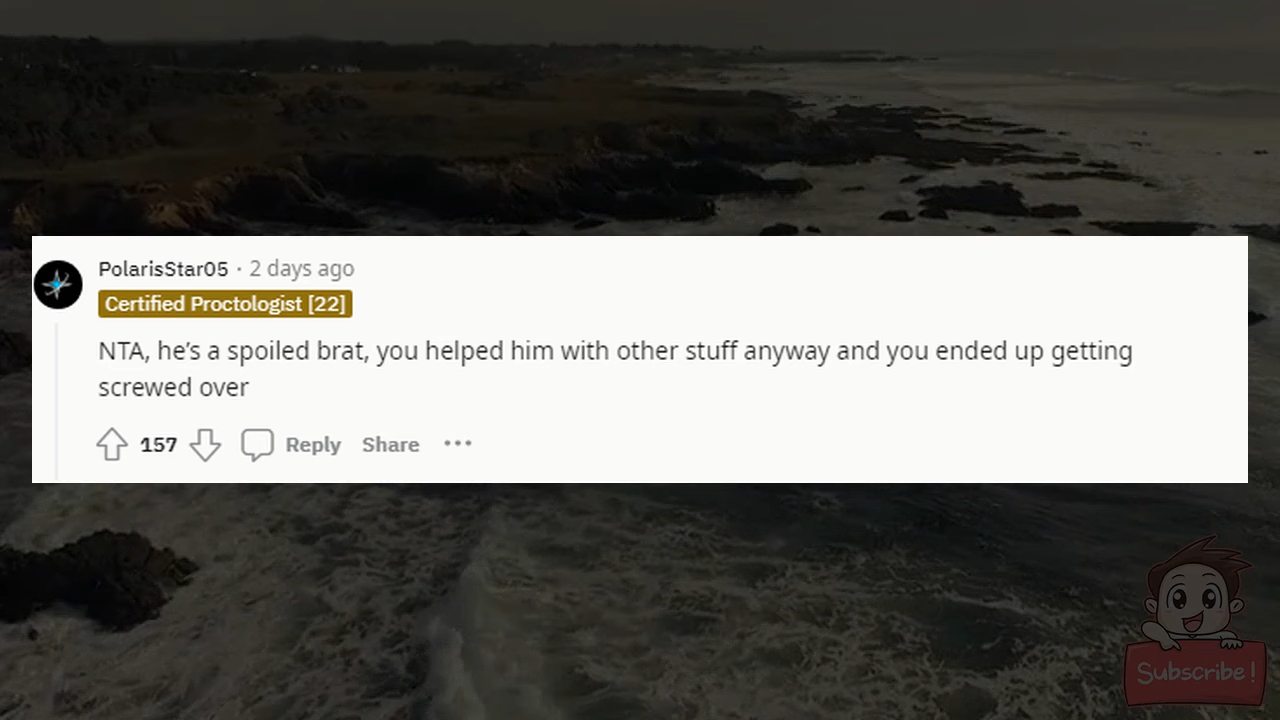 PolarisStar05 · 2 days ago
Certified Proctologist [22]
NTA, he’s a spoiled brat, you helped him with other stuff anyway and you ended up getting
screwed over
157 Reply Share •••
Subscribe!